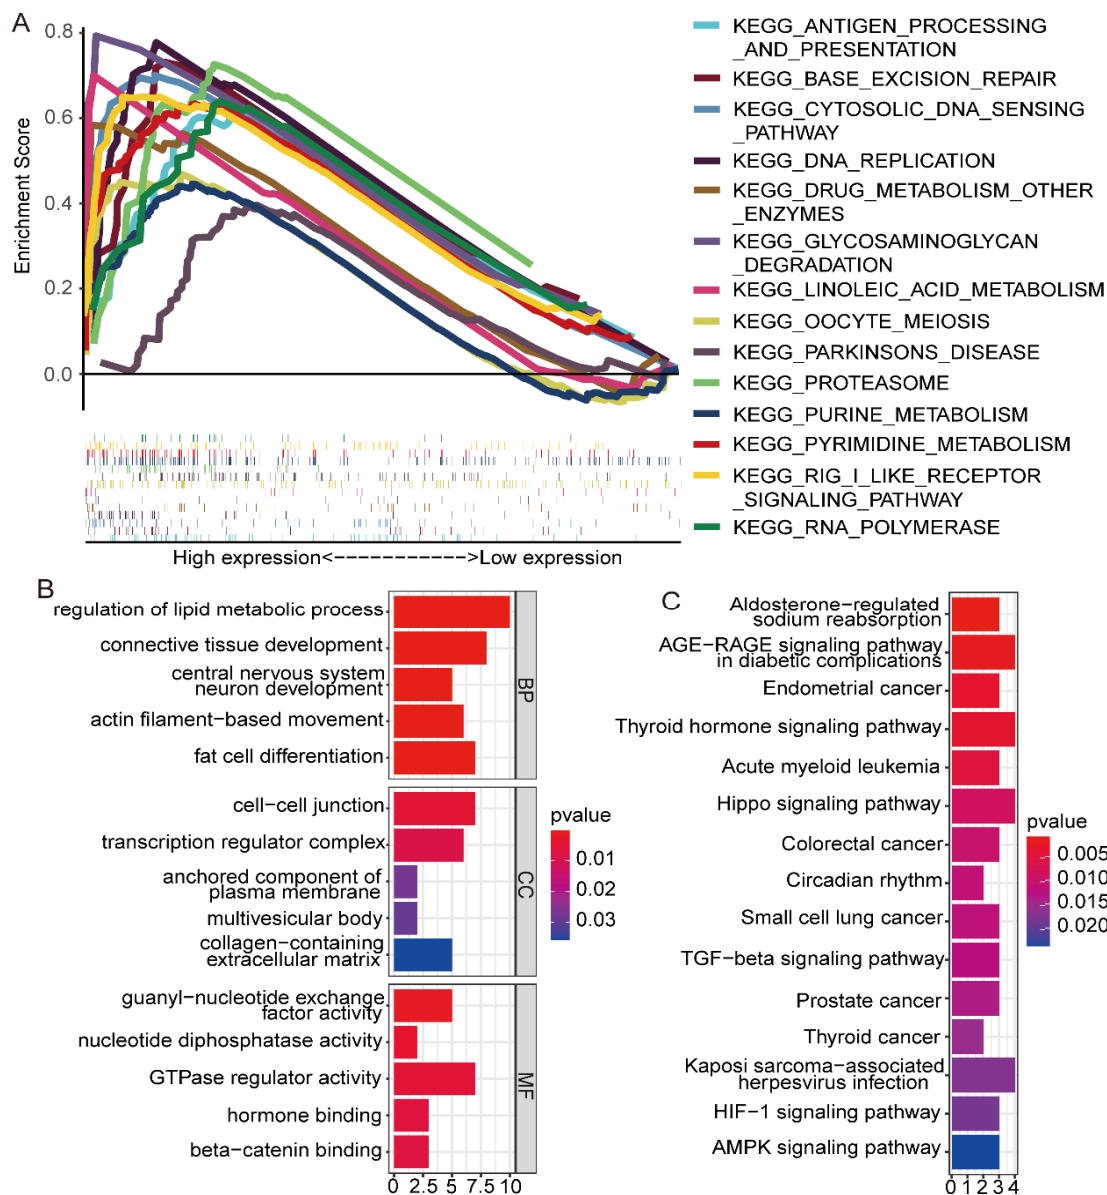 A
0.8
0.6
0.4
0.2
0.0
Enrichment Score
High expression<------------->Low expression
KEGG_ANTIGEN_PROCESSING
_AND_PRESENTATION
KEGG_BASE_EXCISION_REPAIR
KEGG_CYTOSOLIC_DNA_SENSING
_PATHWAY
KEGG_DNA_REPLICATION
KEGG_DRUG_METABOLISM_OTHER
_ENZYMES
KEGG_GLYCOSAMINOGLYCAN
_DEGRADATION
KEGG_LINOLEIC_ACID_METABOLISM
KEGG_OOCYTE_MEIOSIS
KEGG_PARKINSONS_DISEASE
KEGG_PROTEASOME
KEGG_PURINE_METABOLISM
KEGG_PYRIMIDINE_METABOLISM
KEGG_RIG_I_LIKE_RECEPTOR
_SIGNALING_PATHWAY
KEGG_RNA_POLYMERASE
B
regulation of lipid metabolic process
connective tissue development
central nervous system
neuron development
actin filament−based movement
fat cell differentiation
BP
cell−cell junction
transcription regulator complex
anchored component of
plasma membrane
multivesicular body
collagen−containing
extracellular matrix
CC
guanyl−nucleotide exchange
factor activity
nucleotide diphosphatase activity
GTPase regulator activity
hormone binding
beta−catenin binding
MF
0 2.5 5 7.5 10
pvalue
0.01
0.02
0.03
C
Aldosterone−regulated
sodium reabsorption
AGE−RAGE signaling pathway
in diabetic complications
Endometrial cancer
Thyroid hormone signaling pathway
Acute myeloid leukemia
Hippo signaling pathway
Colorectal cancer
Circadian rhythm
Small cell lung cancer
TGF−beta signaling pathway
Prostate cancer
Thyroid cancer
Kaposi sarcoma−associated
herpesvirus infection
HIF−1 signaling pathway
AMPK signaling pathway
0 1 2 3 4
pvalue
0.005
0.010
0.015
0.020